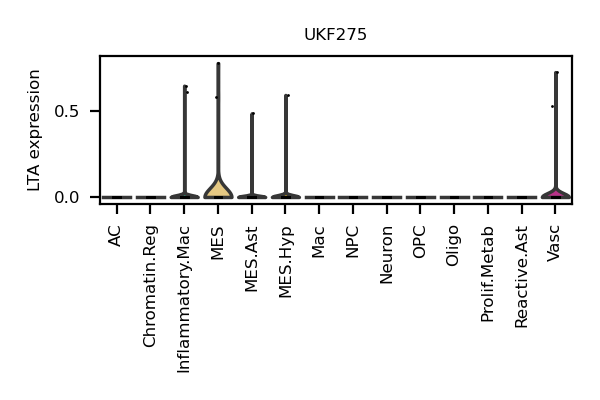 UKF275
LTA expression
0.5
0.0
AC
Chromatin.Reg
Inflammatory.Mac
MES
MES.Ast
MES.Hyp
Mac
NPC
Neuron
OPC
Oligo
Prolif.Metab
Reactive.Ast
Vasc